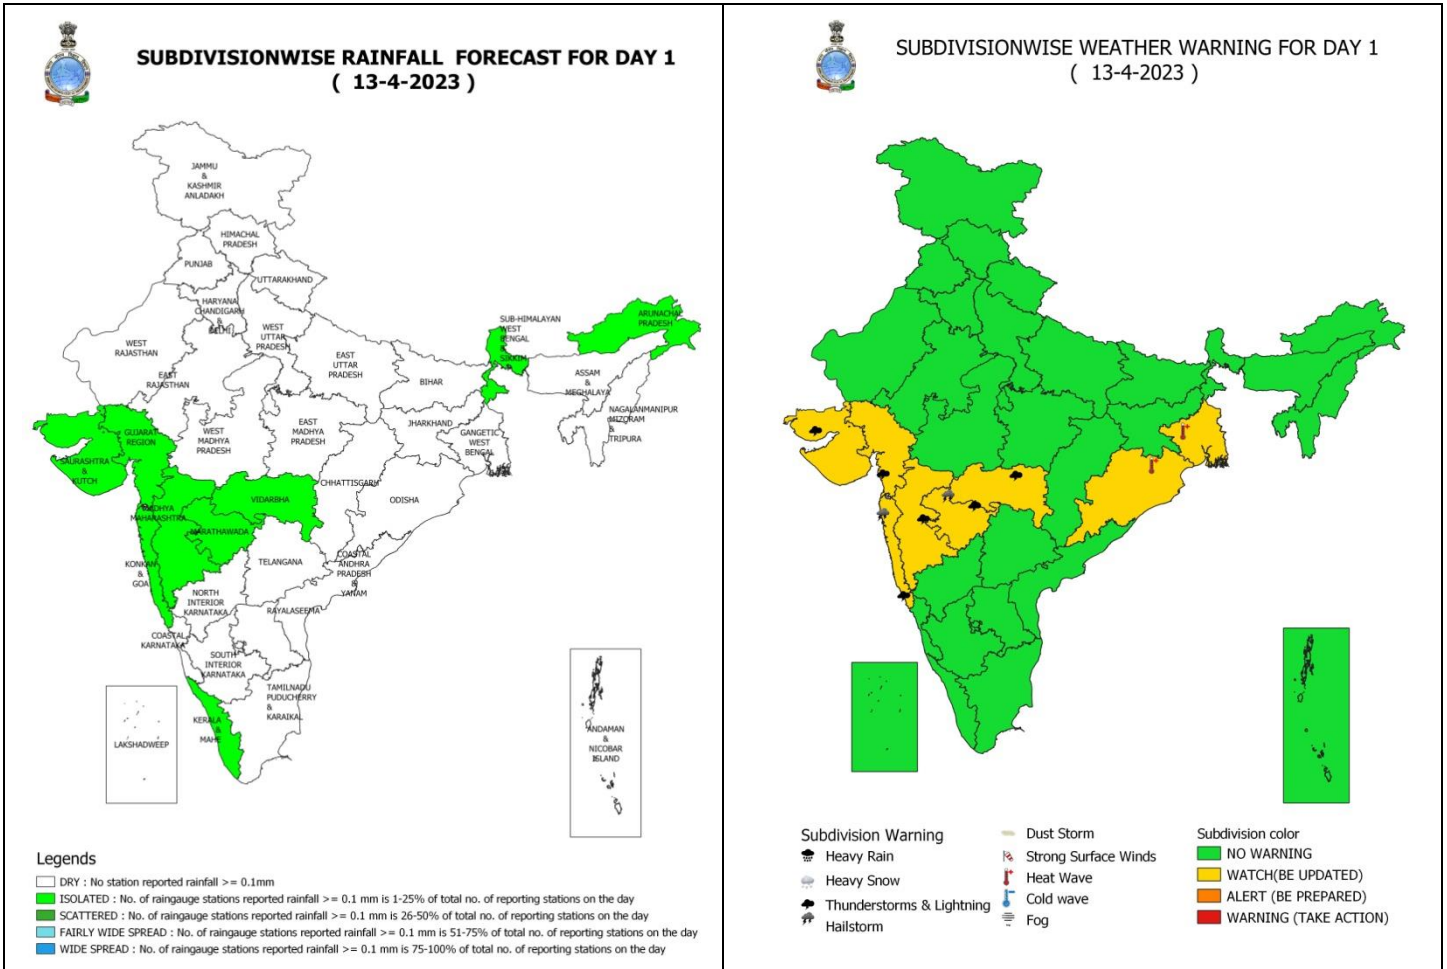 SUBDIVISIONWISE RAINFALL FORECAST FOR DAY 1
( 13-4-2023 )
JAMMU
&
KASHMIR
ANLADAKH
HIMACHAL
PRADESH
PUNJAB
UTTARAKHAND
HARYANA
CHANDIGARH
&
DELHI
WEST
UTTAR
PRADESH
WEST
RAJASTHAN
EAST
RAJASTHAN
EAST
UTTAR
PRADESH
SUB-HIMALAYAN
WEST
BENGAL
&
SIKKIM
ARUNACHAL
PRADESH
ASSAM
&
MEGHALAYA
NAGALANMANIPUR
MIZORAM
&
TRIPURA
BIHAR
JHARKHAND
GANGETIC
WEST
BENGAL
GUJARAT
REGION
WEST
MADHYA
PRADESH
EAST
MADHYA
PRADESH
SAURASHTRA
&
KUTCH
CHHATTISGARH
ODISHA
VIDARBHA
MADHYA
MAHARASHTRA
MARATHAWADA
KONKAN
&
GOA
TELANGANA
COASTAL
ANDHRA
PRADESH
&
YANAM
NORTH
INTERIOR
KARNATAKA
RAYALASEEMA
COASTAL
KARNATAKA
SOUTH
INTERIOR
KARNATAKA
TAMILNADU
PUDUCHERRY
&
KARAIKAL
KERALA
&
MAHE
LAKSHADWEEP
ANDAMAN
&
NICOBAR
ISLAND
Legends
DRY : No station reported rainfall >= 0.1mm
ISOLATED : No. of raingauge stations reported rainfall >= 0.1 mm is 1-25% of total no. of reporting stations on the day
SCATTERED : No. of raingauge stations reported rainfall >= 0.1 mm is 26-50% of total no. of reporting stations on the day
FAIRLY WIDE SPREAD : No. of raingauge stations reported rainfall >= 0.1 mm is 51-75% of total no. of reporting stations on the day
WIDE SPREAD : No. of raingauge stations reported rainfall >= 0.1 mm is 75-100% of total no. of reporting stations on the day
SUBDIVISIONWISE WEATHER WARNING FOR DAY 1
( 13-4-2023 )
Subdivision Warning
Heavy Rain
Heavy Snow
Thunderstorms & Lightning
Hailstorm
Dust Storm
Strong Surface Winds
Heat Wave
Cold wave
Fog
Subdivision color
NO WARNING
WATCH(BE UPDATED)
ALERT (BE PREPARED)
WARNING (TAKE ACTION)